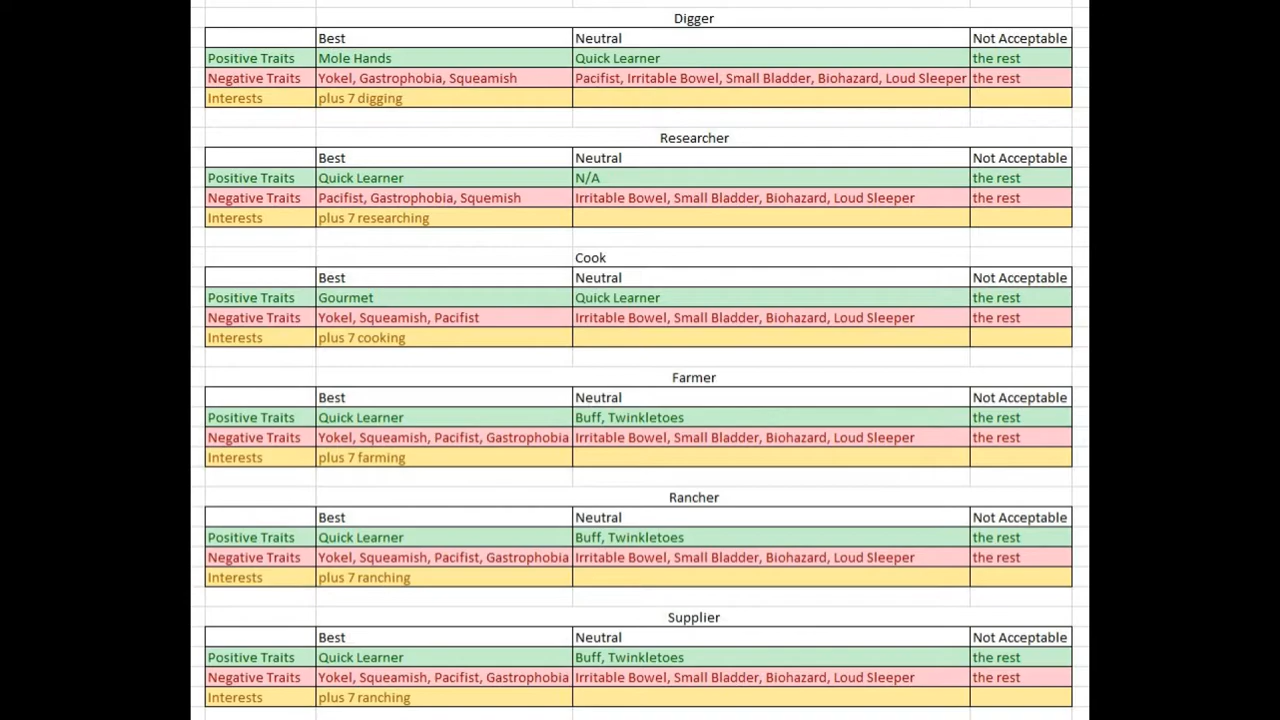 Digger
Best Neutral Not Acceptable
Positive Traits Mole Hands Quick Learner the rest
Negative Traits Yokel, Gastrophobia, Squeamish Pacifist, Irritable Bowel, Small Bladder, Biohazard, Loud Sleeper the rest
Interests plus 7 digging
Researcher
Best Neutral Not Acceptable
Positive Traits Quick Learner N/A the rest
Negative Traits Pacifist, Gastrophobia, Squemish Irritable Bowel, Small Bladder, Biohazard, Loud Sleeper the rest
Interests plus 7 researching
Cook
Best Neutral Not Acceptable
Positive Traits Gourmet Quick Learner the rest
Negative Traits Yokel, Squeamish, Pacifist Irritable Bowel, Small Bladder, Biohazard, Loud Sleeper the rest
Interests plus 7 cooking
Farmer
Best Neutral Not Acceptable
Positive Traits Quick Learner Buff, Twinkletoes the rest
Negative Traits Yokel, Squeamish, Pacifist, Gastrophobia Irritable Bowel, Small Bladder, Biohazard, Loud Sleeper the rest
Interests plus 7 farming
Rancher
Best Neutral Not Acceptable
Positive Traits Quick Learner Buff, Twinkletoes the rest
Negative Traits Yokel, Squeamish, Pacifist, Gastrophobia Irritable Bowel, Small Bladder, Biohazard, Loud Sleeper the rest
Interests plus 7 ranching
Supplier
Best Neutral Not Acceptable
Positive Traits Quick Learner Buff, Twinkletoes the rest
Negative Traits Yokel, Squeamish, Pacifist, Gastrophobia Irritable Bowel, Small Bladder, Biohazard, Loud Sleeper the rest
Interests plus 7 ranching